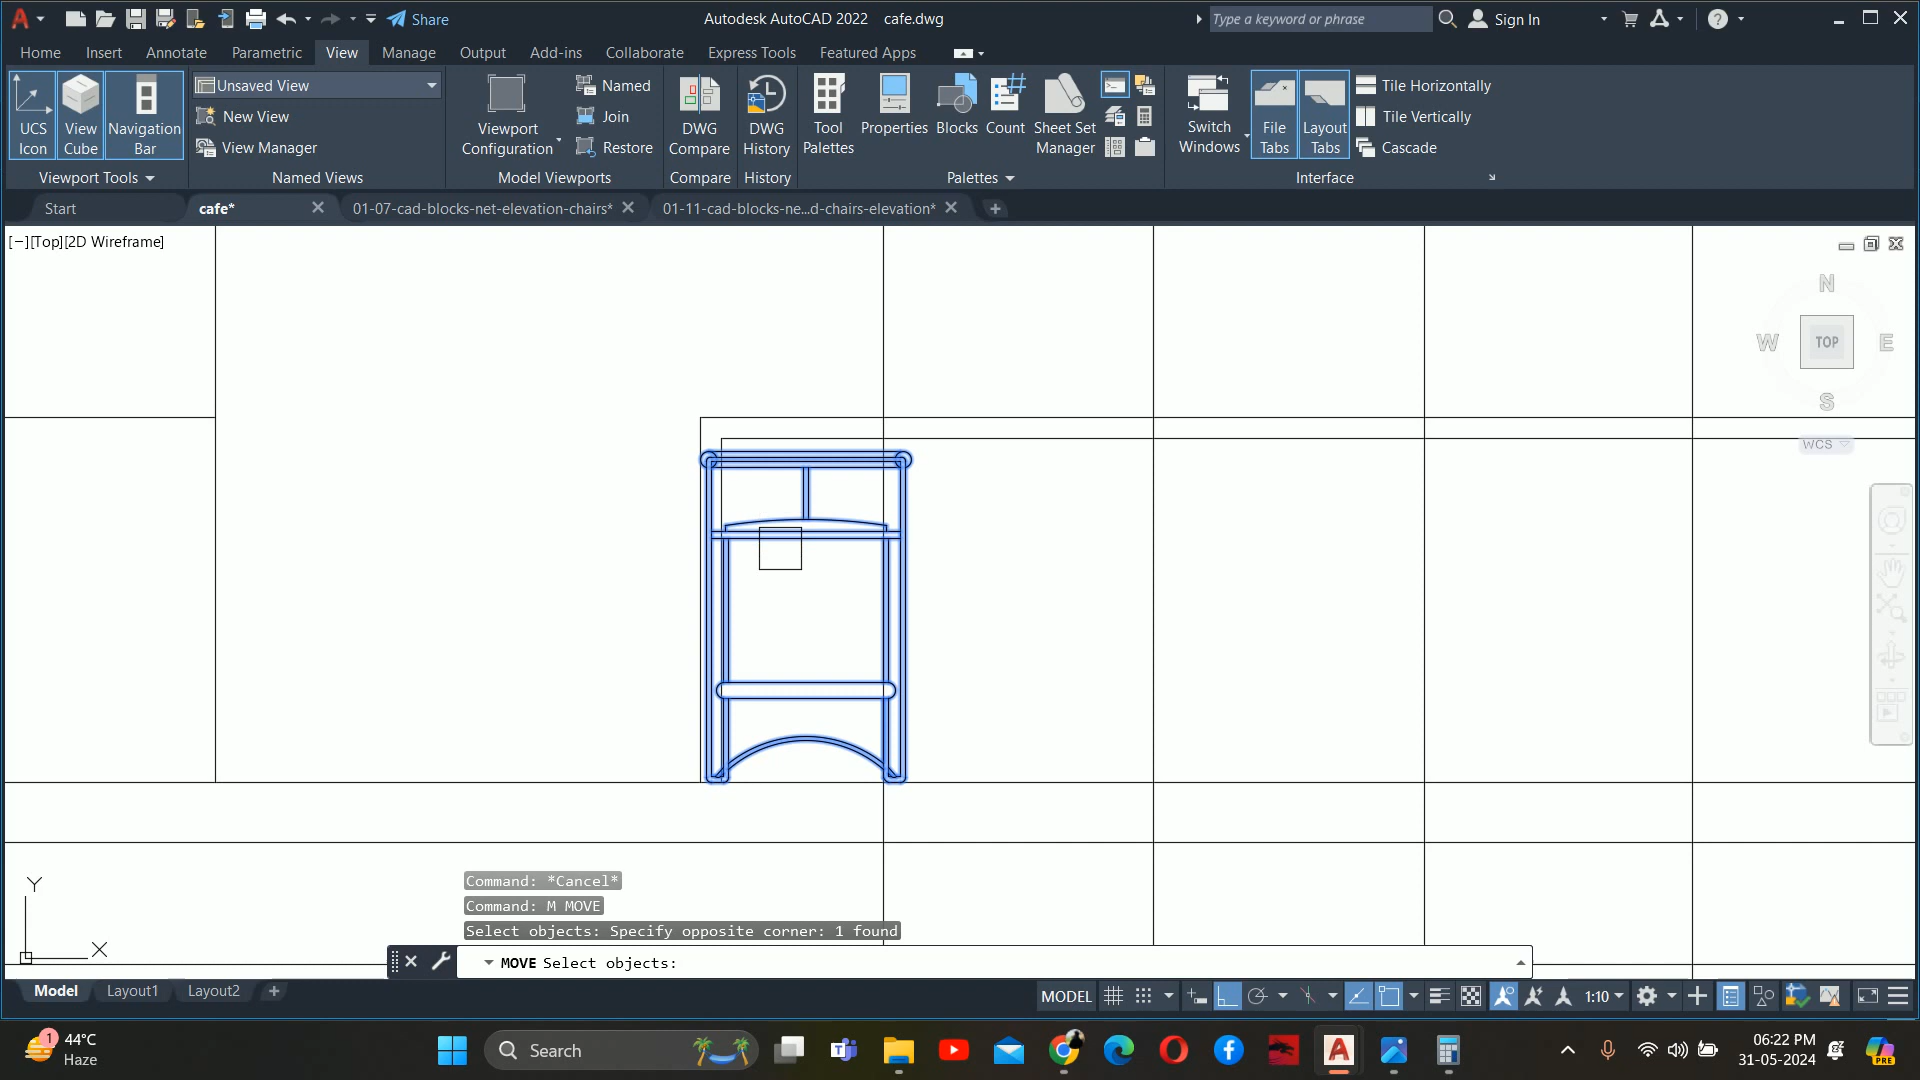 Share
Autodesk AutoCAD 2022 cafe.dwg
Type a keyword or phrase
Sign In
Home Insert Annotate Parametric View Manage Output Add-ins Collaborate Express Tools Featured Apps
UCS Icon
View Cube
Navigation Bar
Viewport Tools
Unsaved View
New View
View Manager
Named Views
Viewport Configuration
Named
Join
Restore
Model Viewports
DWG Compare
Compare
DWG History
History
Tool Palettes
Properties
Blocks
Count
Sheet Set Manager
Palettes
Switch Windows
File Tabs
Layout Tabs
Tile Horizontally
Tile Vertically
Cascade
Interface
Start
cafe*
01-07-cad-blocks-net-elevation-chairs*
01-11-cad-blocks-ne...d-chairs-elevation*
[−][Top][2D Wireframe]
N
W TOP E
S
WCS
Y
X
Command: *Cancel*
Command: M MOVE
Select objects: Specify opposite corner: 1 found
MOVE Select objects:
Model Layout1 Layout2
MODEL
1:10
1
44°C
Haze
Search
06:22 PM
31-05-2024
PRE